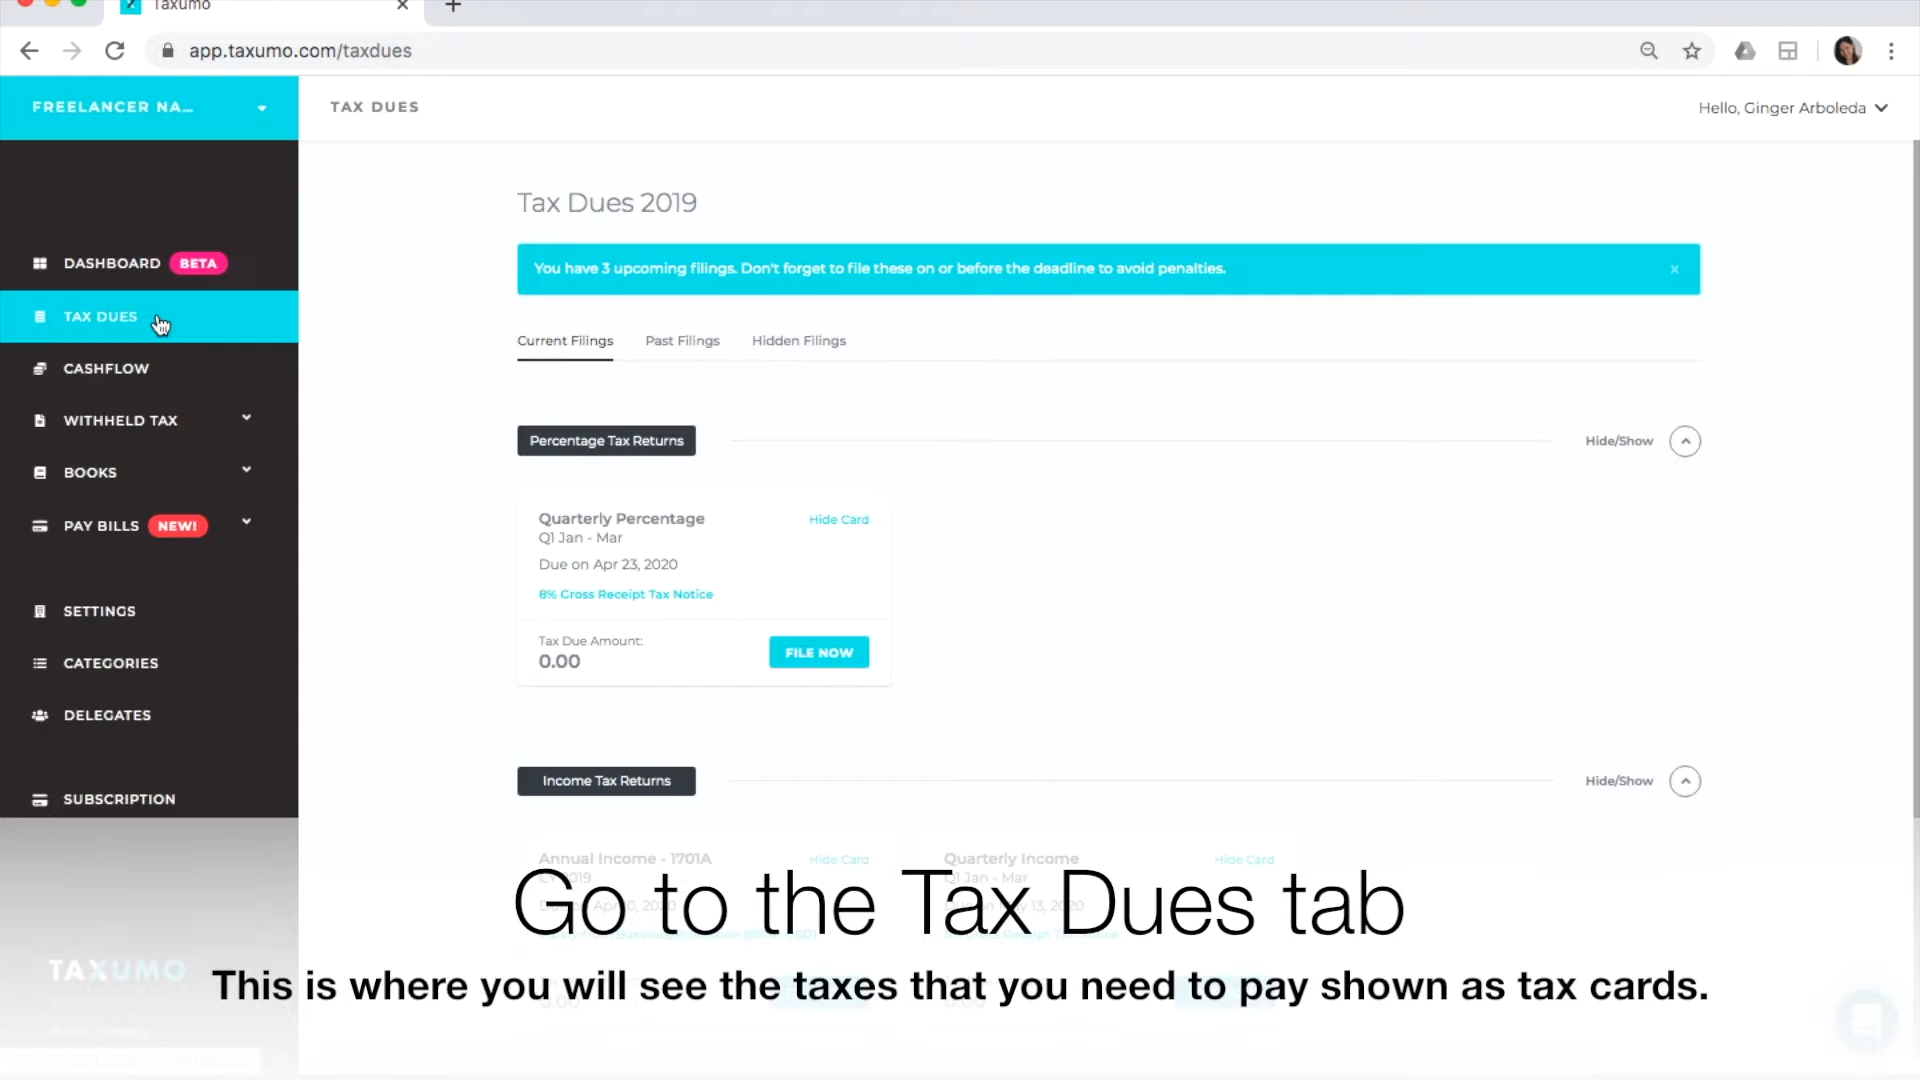 Taxumo
app.taxumo.com/taxdues
FREELANCER NA...
TAX DUES
Hello, Ginger Arboleda
DASHBOARD BETA
TAX DUES
CASHFLOW
WITHHELD TAX
BOOKS
PAY BILLS NEW!
SETTINGS
CATEGORIES
DELEGATES
SUBSCRIPTION
TAXUMO
Tax Dues 2019
You have 3 upcoming filings. Don't forget to file these on or before the deadline to avoid penalties.
x
Current Filings Past Filings Hidden Filings
Percentage Tax Returns Hide/Show
Quarterly Percentage Hide Card
Q1 Jan - Mar
Due on Apr 23, 2020
8% Gross Receipt Tax Notice
Tax Due Amount:
0.00 FILE NOW
Income Tax Returns Hide/Show
Annual Income - 1701A Hide Card Quarterly Income Hide Card
Q1 Jan - Mar
Go to the Tax Dues tab
This is where you will see the taxes that you need to pay shown as tax cards.